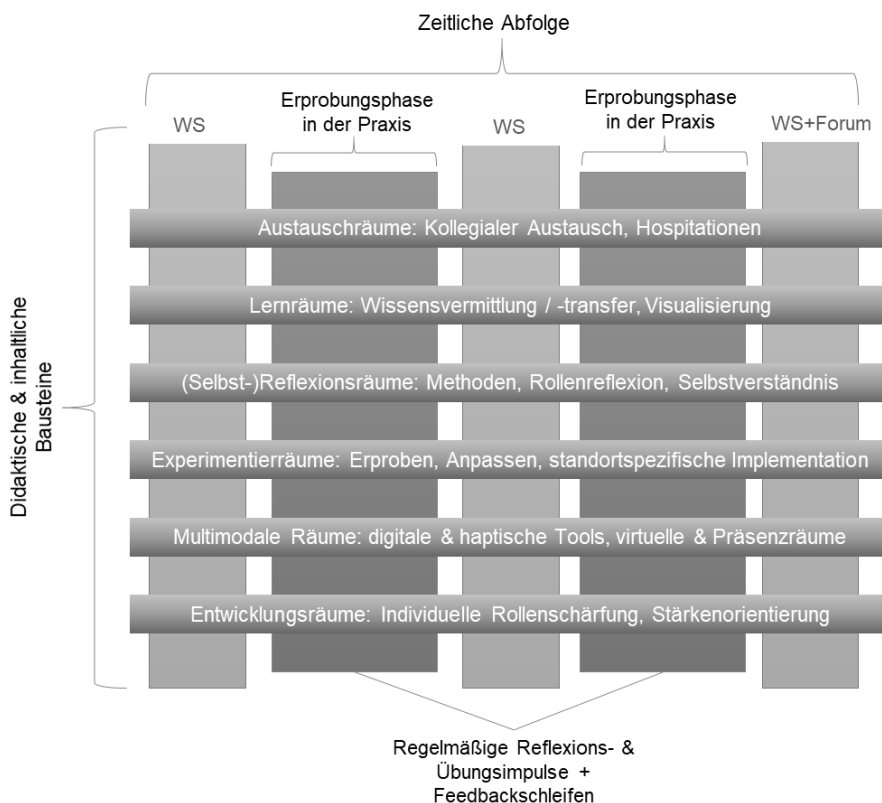 Zeitliche Abfolge
Erprobungsphase
in der Praxis
Erprobungsphase
in der Praxis
WS
WS
WS+Forum
Austauschräume: Kollegialer Austausch, Hospitationen
Lernräume: Wissensvermittlung / -transfer, Visualisierung
(Selbst-)Reflexionsräume: Methoden, Rollenreflexion, Selbstverständnis
Experimentierräume: Erproben, Anpassen, standortspezifische Implementation
Multimodale Räume: digitale & haptische Tools, virtuelle & Präsenzräume
Entwicklungsräume: Individuelle Rollenschärfung, Stärkenorientierung
Didaktische & inhaltliche
Bausteine
Regelmäßige Reflexions- &
Übungsimpulse +
Feedbackschleifen